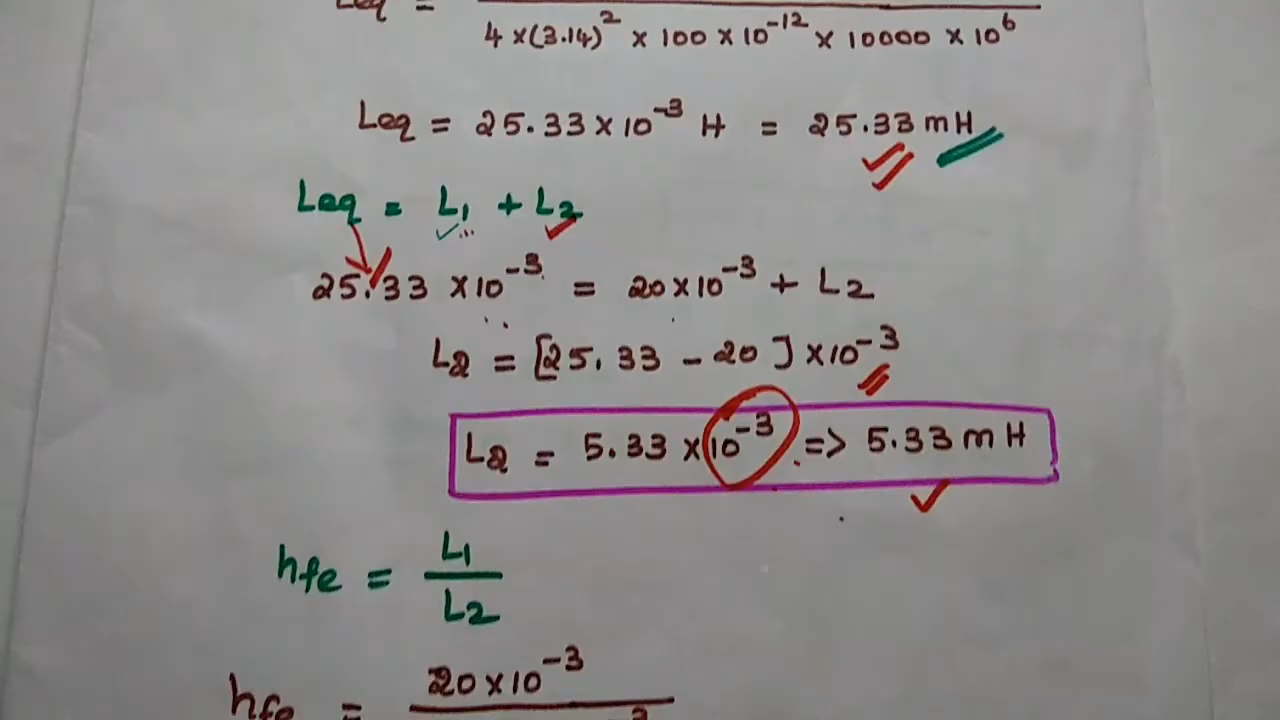 Leq =
4 × (3.14)² × 100 × 10⁻¹² × 10000 × 10⁶
Leq = 25.33 × 10⁻³ H = 25.33 mH
Leq = L₁ + L₂
25.33 × 10⁻³ = 20 × 10⁻³ + L₂
L₂ = [25.33 - 20] × 10⁻³
L₂ = 5.33 × 10⁻³ => 5.33 mH
hfe = L₁
L₂
hfe = 20 × 10⁻³